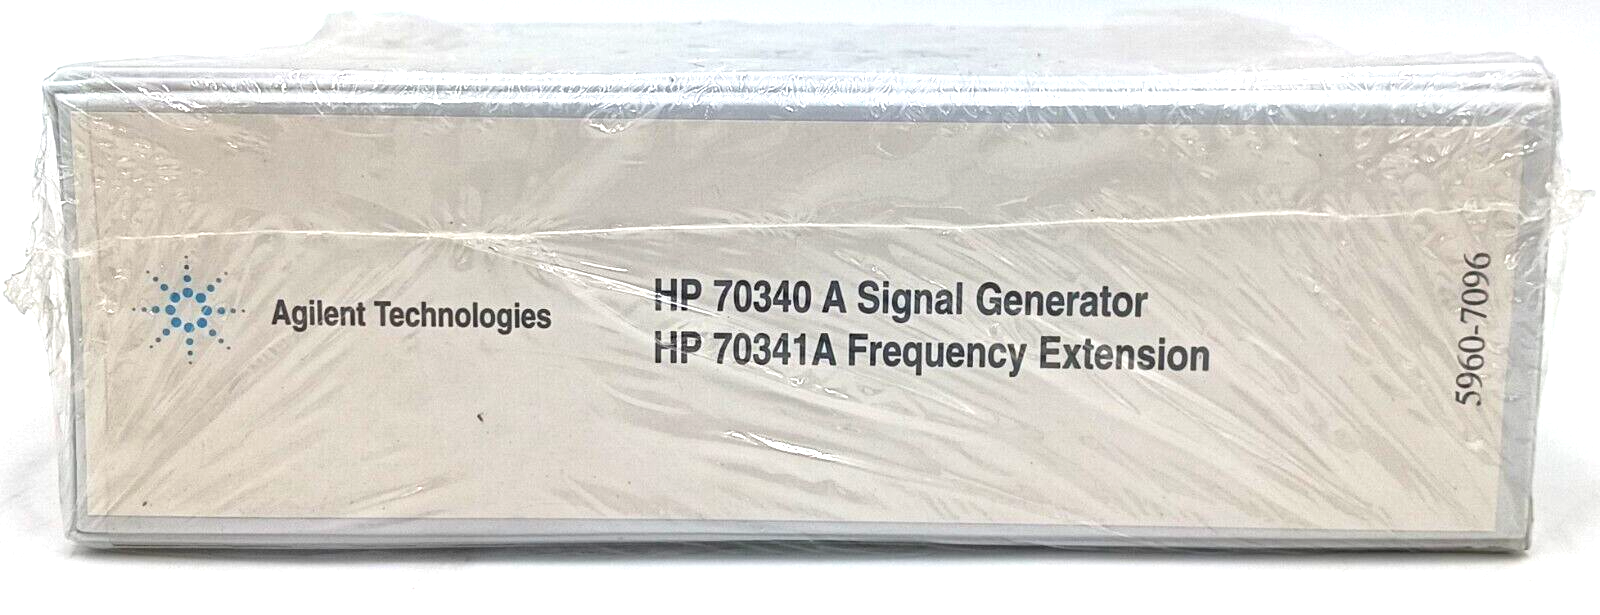 Agilent Technologies
HP 70340 A Signal Generator
HP 70341A Frequency Extension
5960-7096